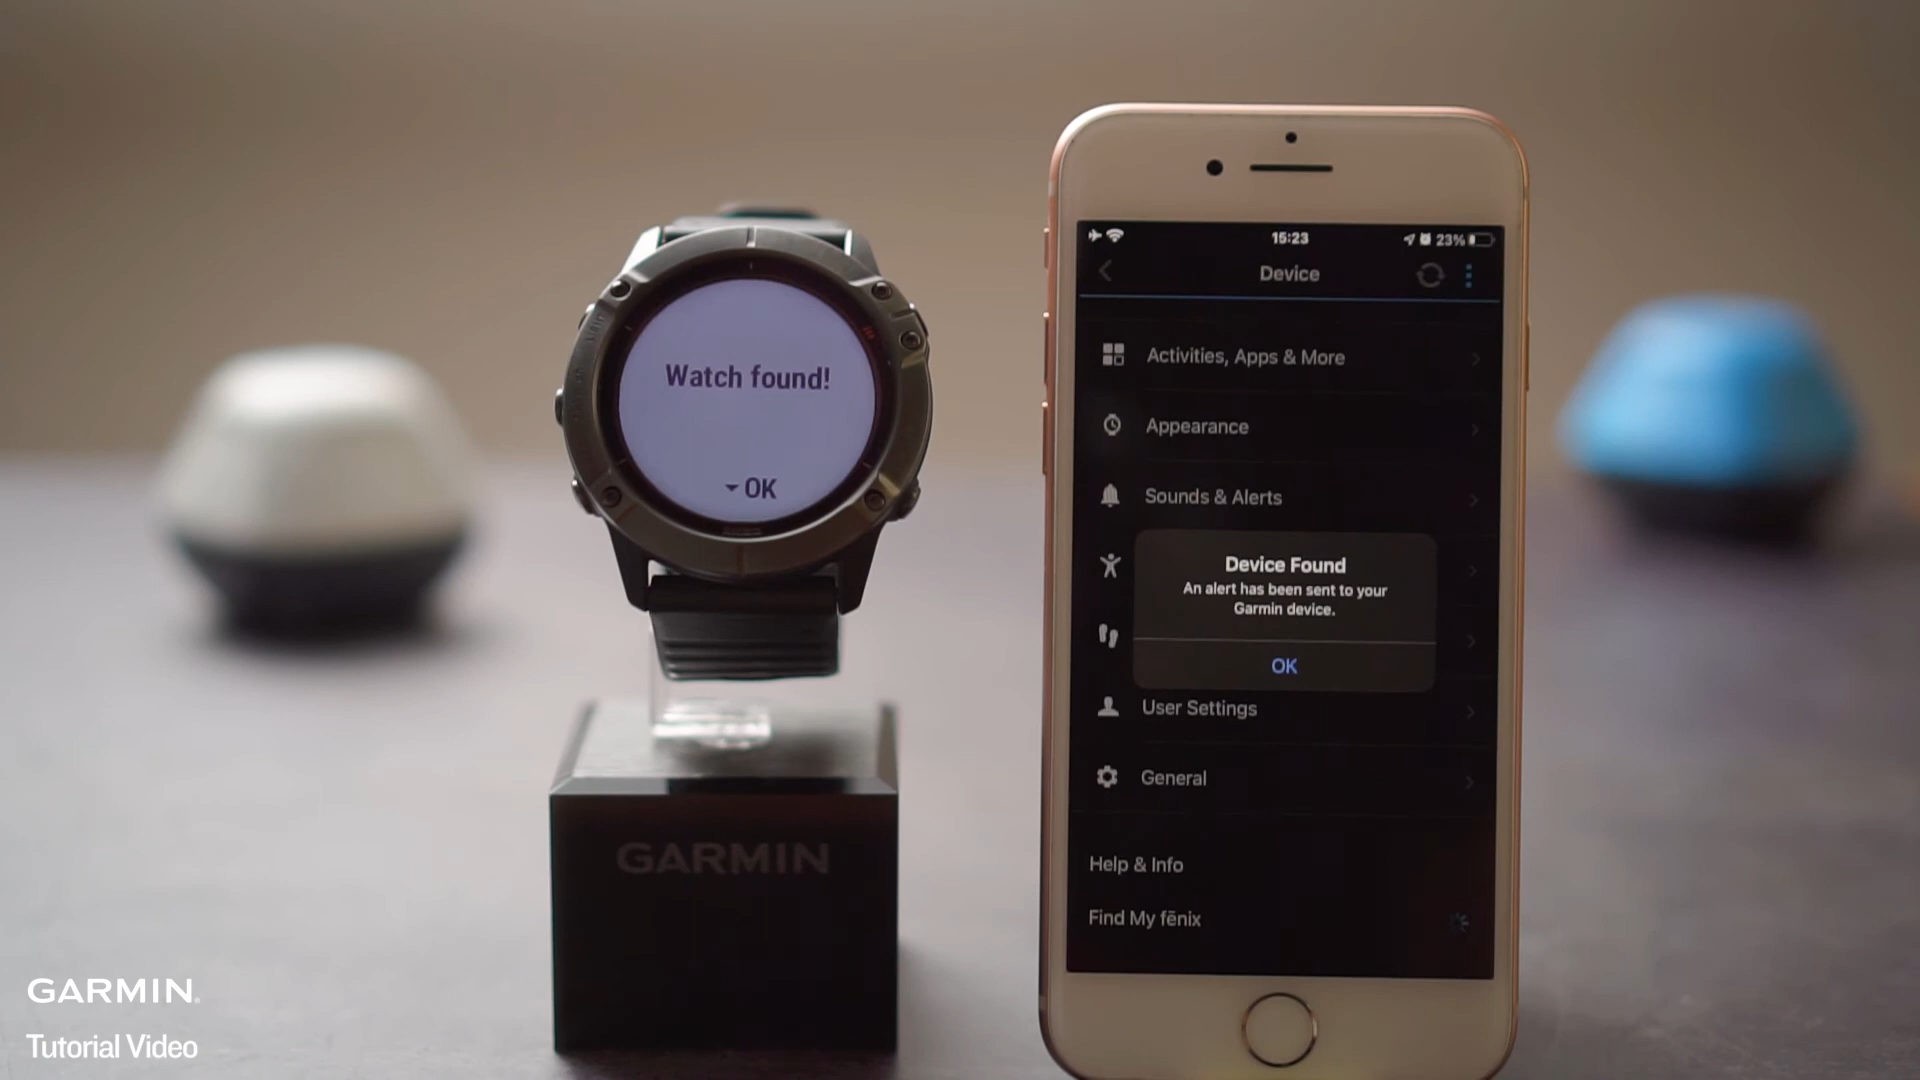 Watch found!
OK
GARMIN
15:23
23%
Device
Activities, Apps & More
Appearance
Sounds & Alerts
Device Found
An alert has been sent to your
Garmin device.
OK
User Settings
General
Help & Info
Find My fēnix
GARMIN
Tutorial Video